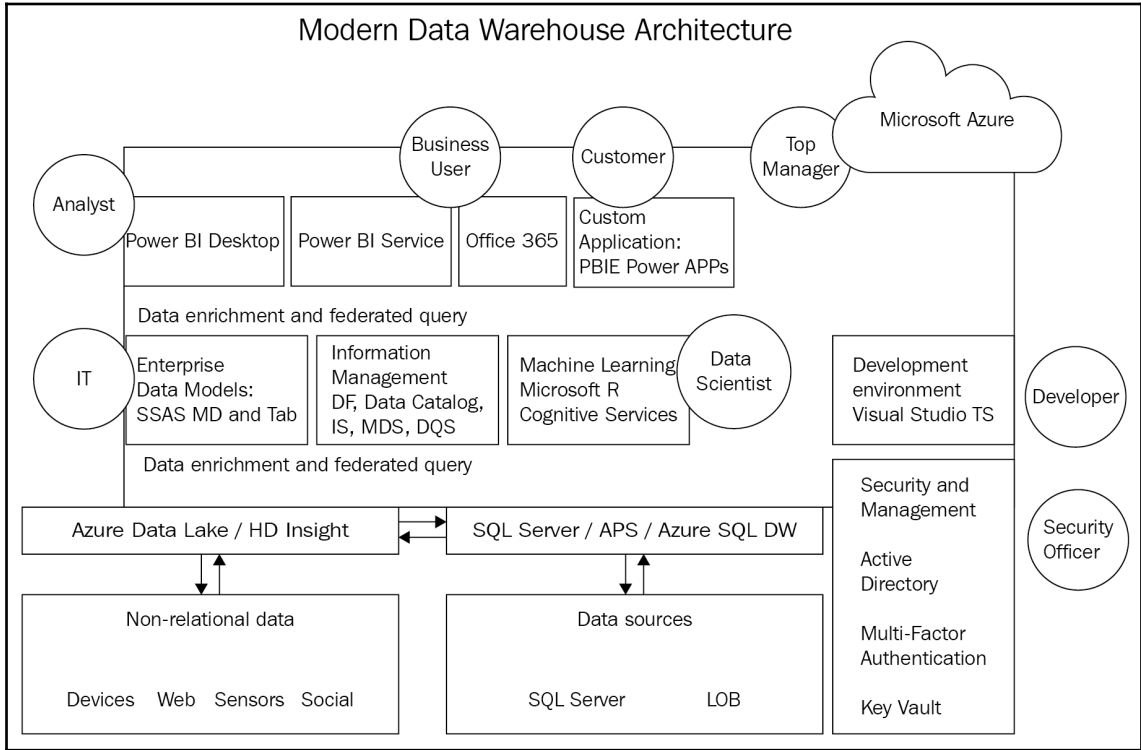 Modern Data Warehouse Architecture
Microsoft Azure
Business
User
Customer
Top
Manager
Analyst
Power BI Desktop
Power BI Service
Office 365
Custom
Application:
PBIE Power APPs
Data enrichment and federated query
IT
Enterprise
Data Models:
SSAS MD and Tab
Information
Management
DF, Data Catalog,
IS, MDS, DQS
Machine Learning
Microsoft R
Cognitive Services
Data
Scientist
Development
environment
Visual Studio TS
Developer
Data enrichment and federated query
Azure Data Lake / HD Insight
SQL Server / APS / Azure SQL DW
Security and
Management
Active
Directory
Multi-Factor
Authentication
Key Vault
Security
Officer
Non-relational data
Devices Web Sensors Social
Data sources
SQL Server LOB